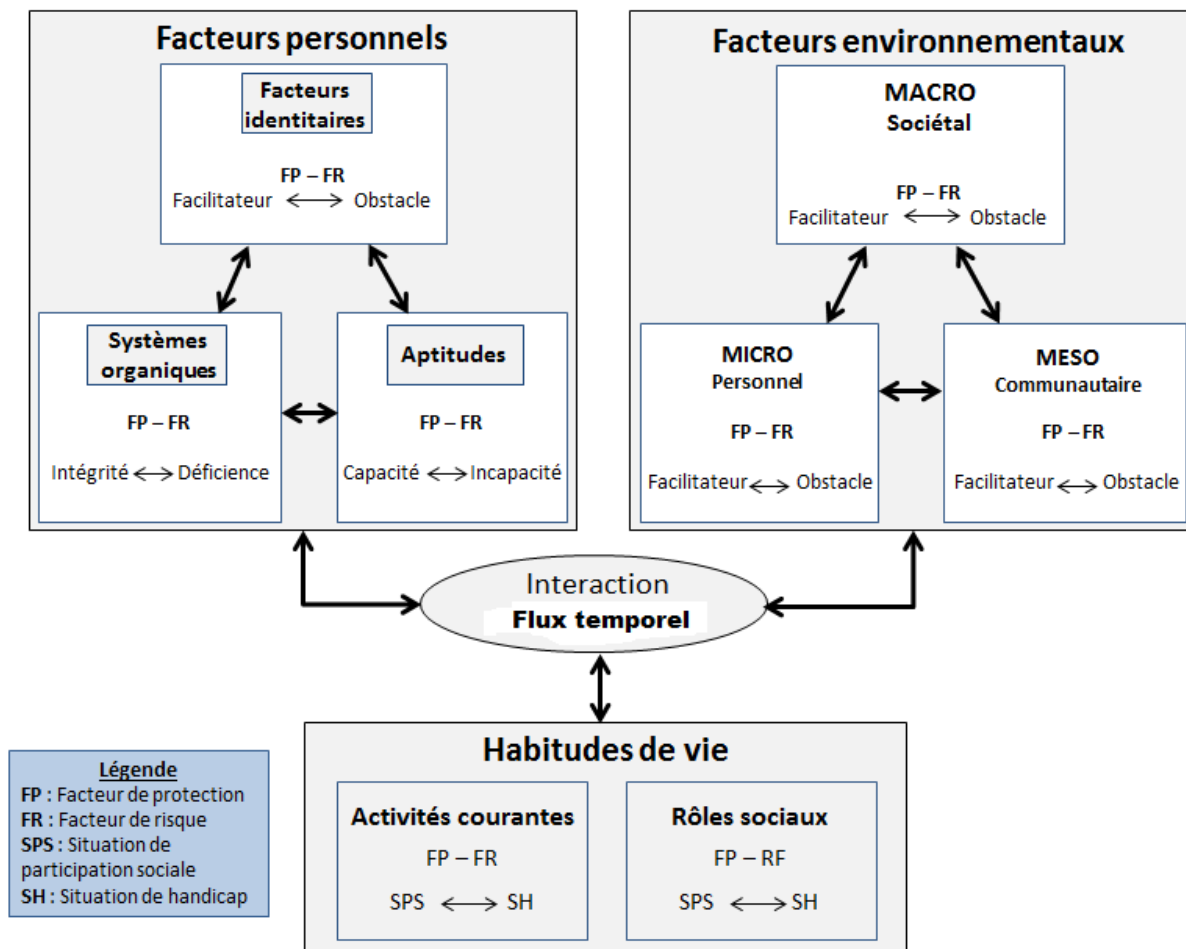 Facteurs personnels
Facteurs
identitaires
FP – FR
Facilitateur Obstacle
Systèmes
organiques
FP – FR
Intégrité Déficience
Aptitudes
FP – FR
Capacité Incapacité
Facteurs environnementaux
MACRO
Sociétal
FP – FR
Facilitateur Obstacle
MICRO
Personnel
FP – FR
Facilitateur Obstacle
MESO
Communautaire
FP – FR
Facilitateur Obstacle
Interaction
Flux temporel
Habitudes de vie
Activités courantes
FP – FR
SPS SH
Rôles sociaux
FP – RF
SPS SH
Légende
FP : Facteur de protection
FR : Facteur de risque
SPS : Situation de
participation sociale
SH : Situation de handicap